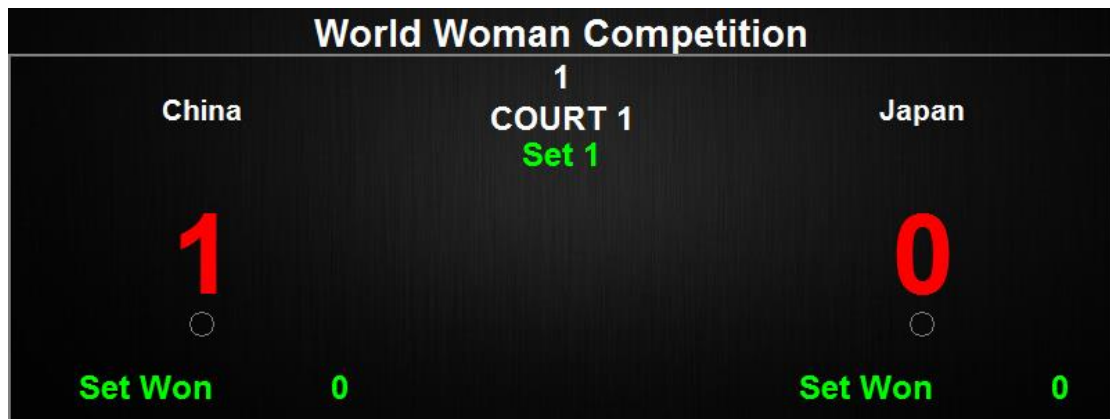 World Woman Competition
1
China
COURT 1
Japan
Set 1
1
0
Set Won 0
Set Won 0